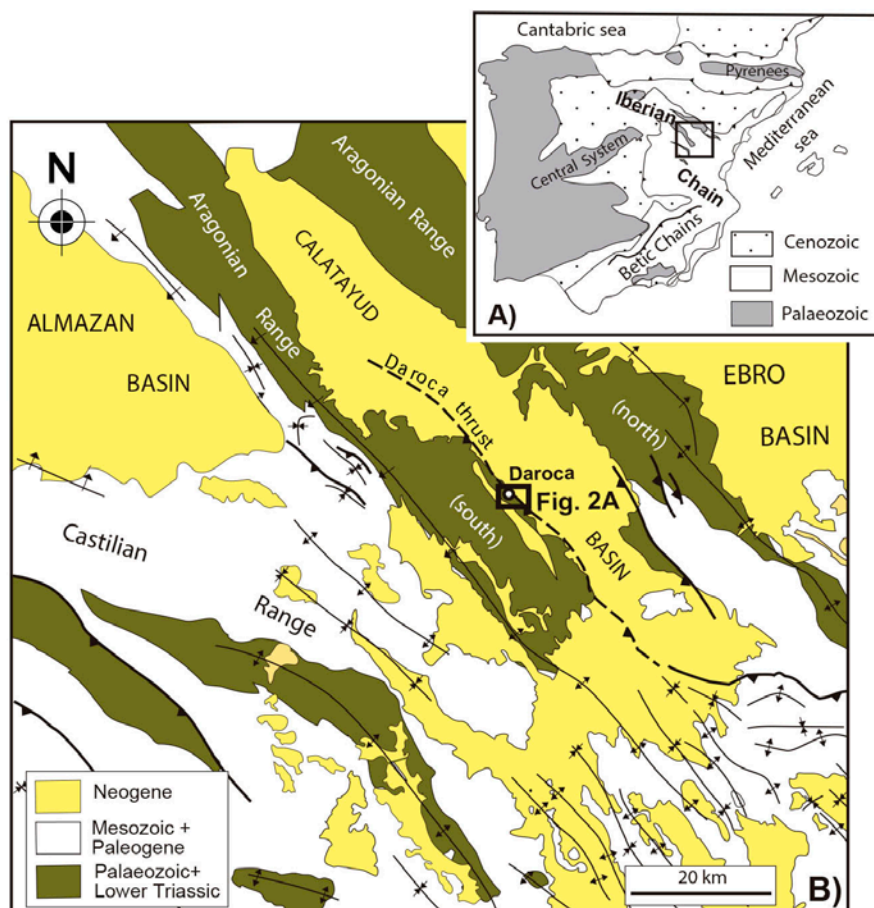 Cantabric sea
Pyrenees
Iberian
Mediterranean
sea
Central System
Chain
Betic Chains
Cenozoic
Mesozoic
Palaeozoic
A)
N
Aragonian
Range
Aragonian Range
CALATAYUD
ALMAZAN
BASIN
Daroca thrust
EBRO
BASIN
(north)
Daroca
Fig. 2A
(south)
BASIN
Castilian
Range
Neogene
Mesozoic +
Paleogene
Palaeozoic+
Lower Triassic
20 km
B)